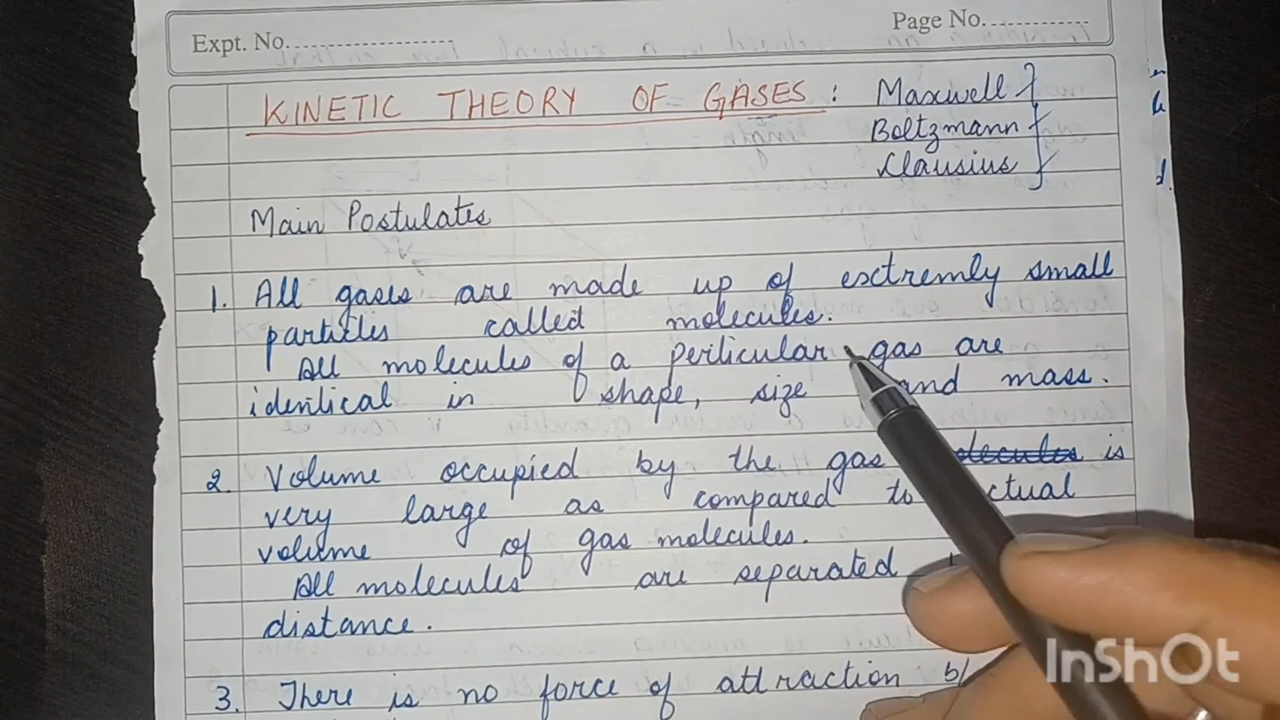 Expt. No.
Page No.
KINETIC THEORY OF GASES : Maxwell
Boltzmann
Clausius
Main Postulates
1. All gases are made up of esctremly small
particles called molecules.
All molecules of a perticular gas are
identical in shape, size and mass.
2. Volume occupied by the gas is
very large as compared to
volume of gas molecules.
All molecules are separated
distance.
3. There is no force of attraction b/
InShOt